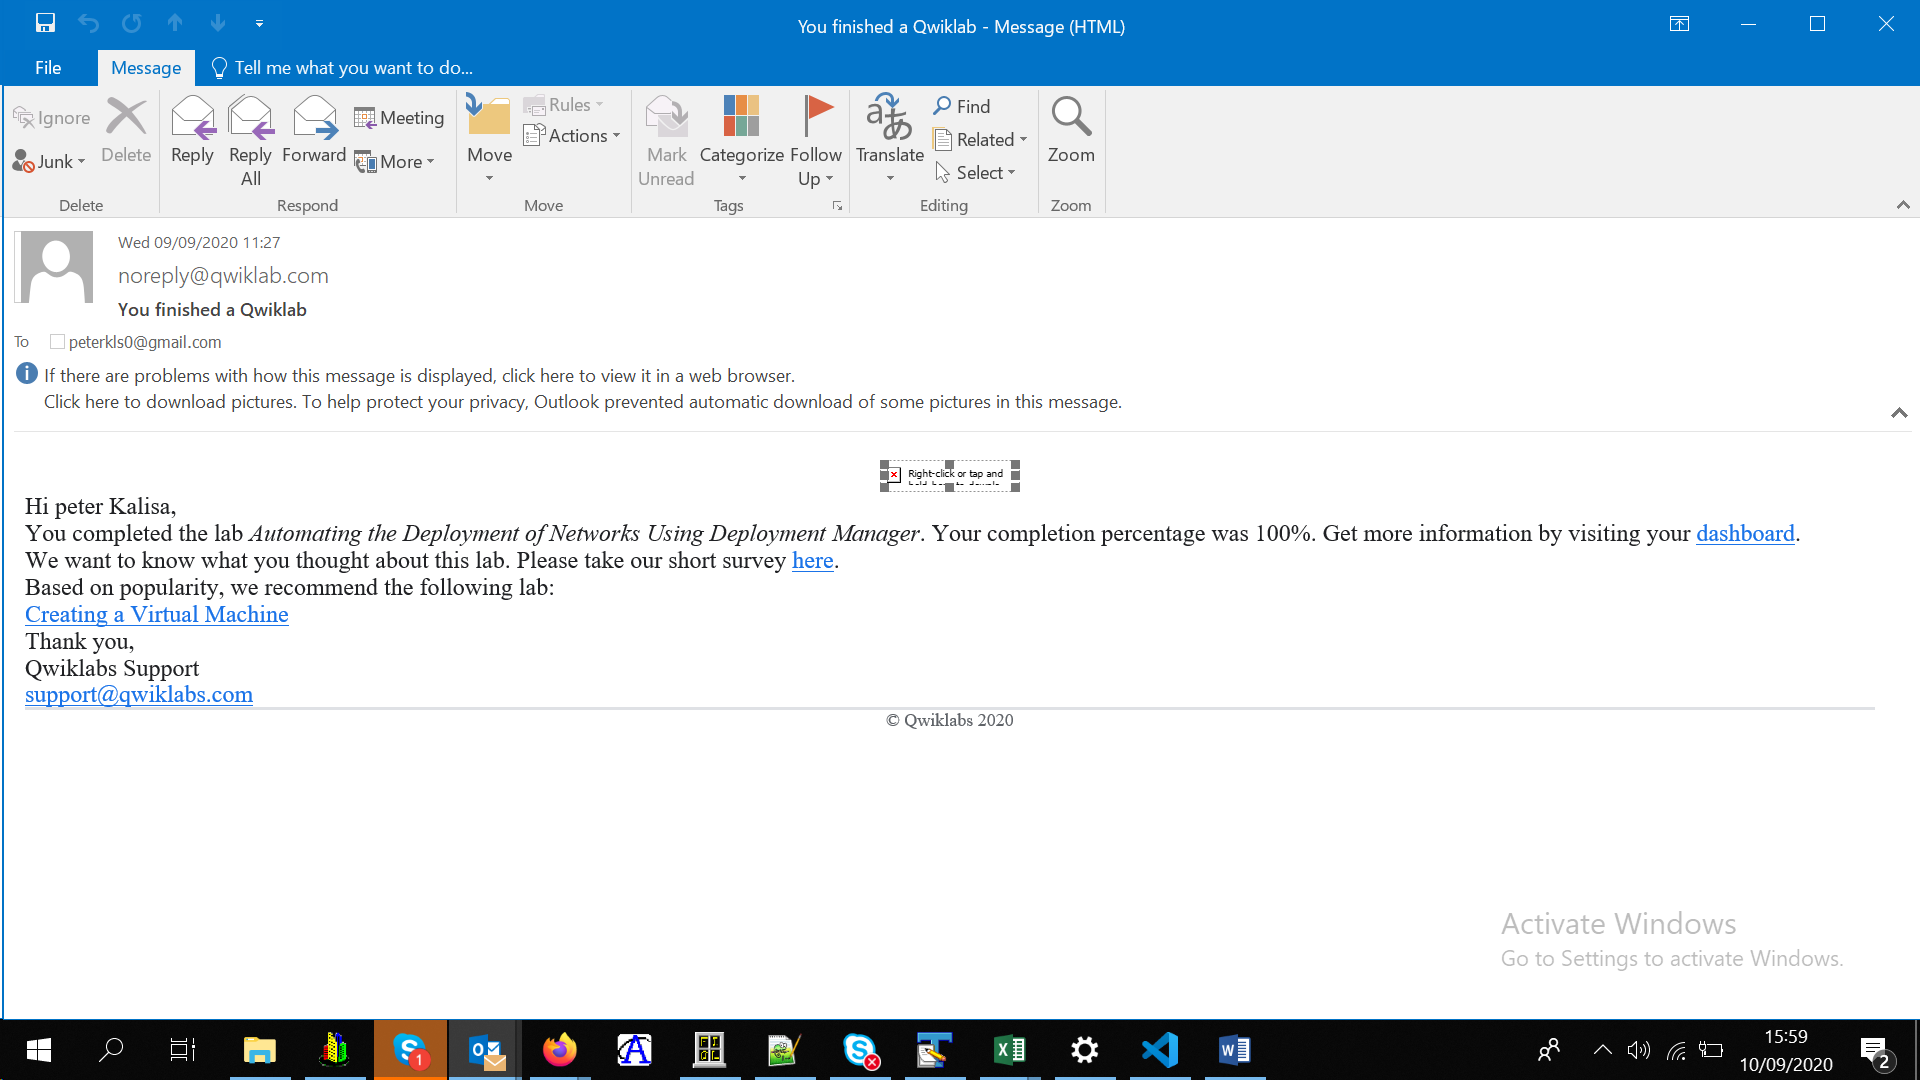 You finished a Qwiklab - Message (HTML)
File Message Tell me what you want to do...
Ignore Junk Delete
Reply Reply All Forward Meeting More
Move Rules Actions
Mark Unread Categorize Follow Up
Translate Find Related Select
Zoom
Delete Respond Move Tags Editing Zoom
Wed 09/09/2020 11:27
noreply@qwiklab.com
You finished a Qwiklab
To peterkls0@gmail.com
If there are problems with how this message is displayed, click here to view it in a web browser.
Click here to download pictures. To help protect your privacy, Outlook prevented automatic download of some pictures in this message.
Right-click or tap and
Hi peter Kalisa,
You completed the lab Automating the Deployment of Networks Using Deployment Manager. Your completion percentage was 100%. Get more information by visiting your dashboard.
We want to know what you thought about this lab. Please take our short survey here.
Based on popularity, we recommend the following lab:
Creating a Virtual Machine
Thank you,
Qwiklabs Support
support@qwiklabs.com
© Qwiklabs 2020
Activate Windows
Go to Settings to activate Windows.
15:59
10/09/2020
2